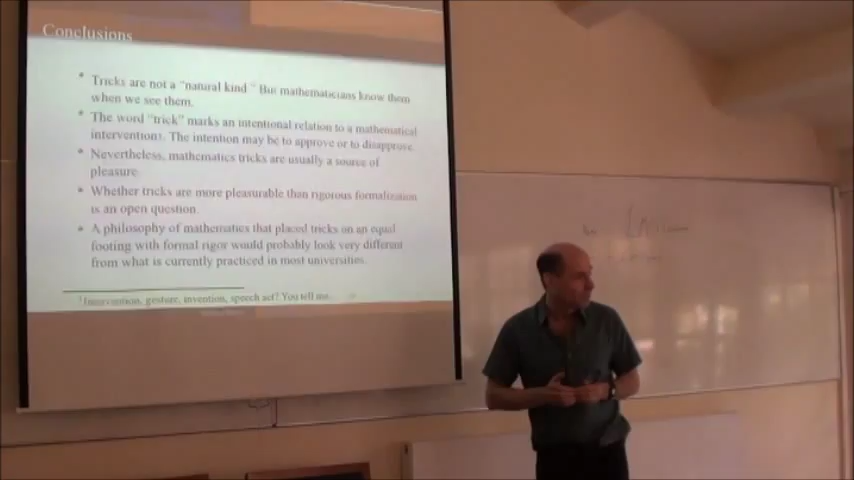 Conclusions
• Tricks are not a "natural kind." But mathematicians know them
when we see them.
• The word "trick" marks an intentional relation to a mathematical
intervention¹. The intention may be to approve or to disapprove.
• Nevertheless, mathematics tricks are usually a source of
pleasure.
• Whether tricks are more pleasurable than rigorous formalization
is an open question.
• A philosophy of mathematics that placed tricks on an equal
footing with formal rigor would probably look very different
from what is currently practiced in most universities.
¹Intervention, gesture, invention, speech act? You tell me.